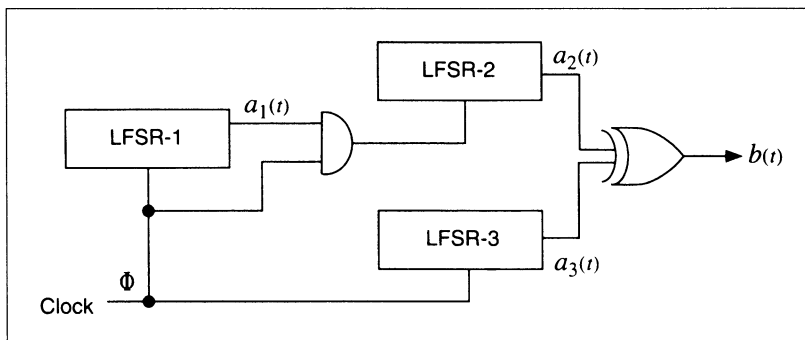 LFSR-2
a2(t)
LFSR-1
a1(t)
b(t)
LFSR-3
a3(t)
Φ
Clock